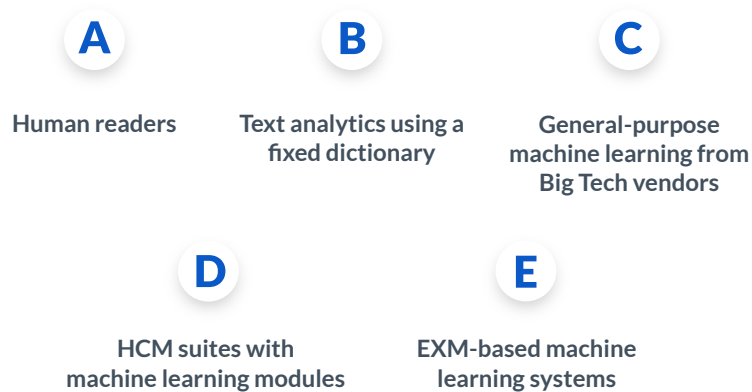 A
B
C
Human readers
Text analytics using a
fixed dictionary
General-purpose
machine learning from
Big Tech vendors
D
E
HCM suites with
machine learning modules
EXM-based machine
learning systems